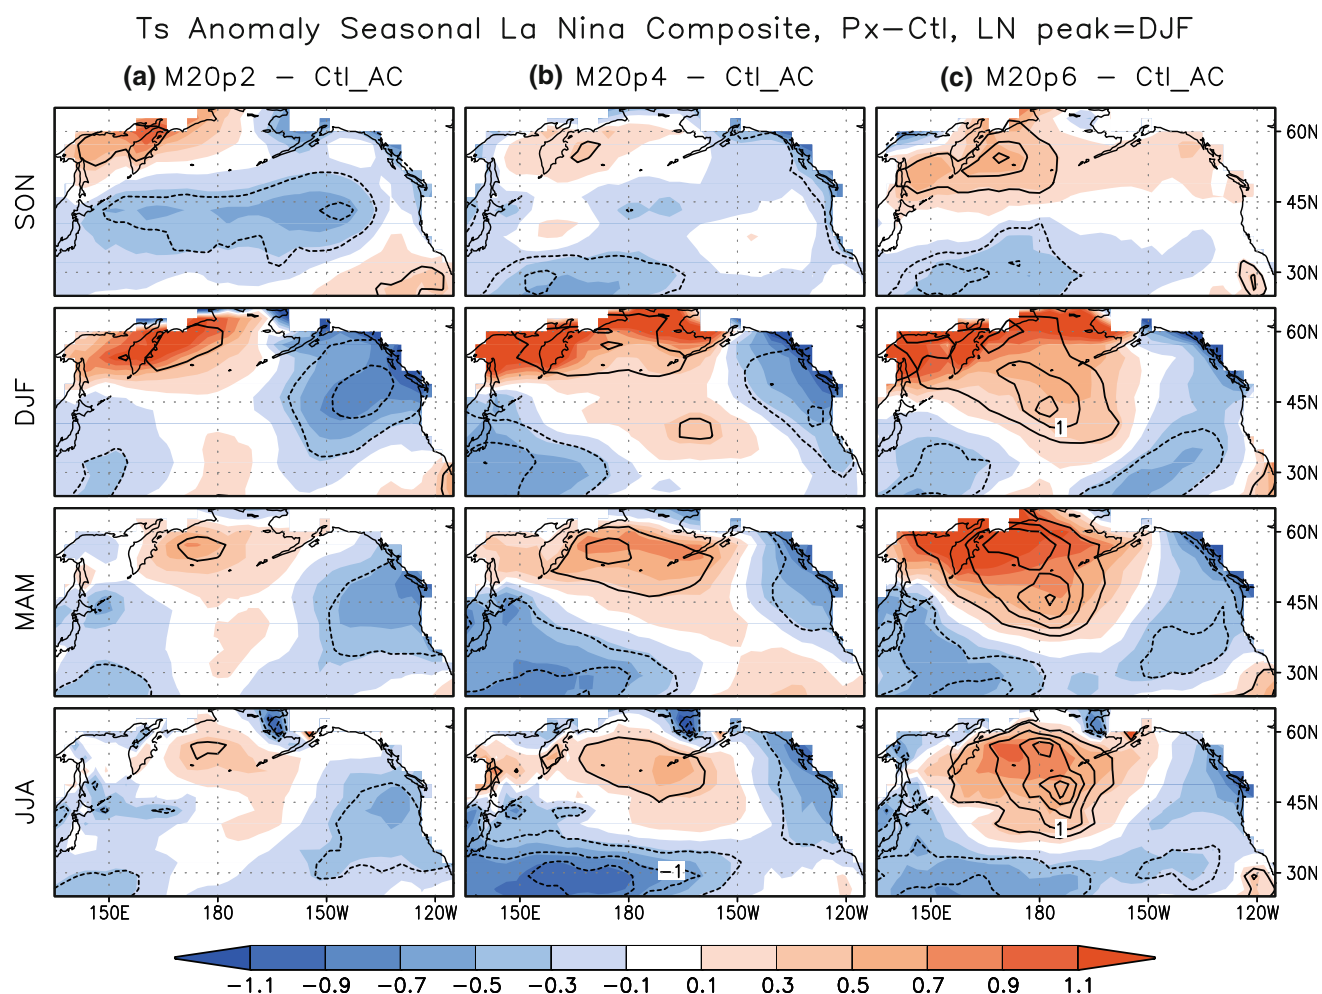 Ts Anomaly Seasonal La Nina Composite, Px−Ctl, LN peak=DJF
(a) M20p2 − Ctl_AC (b) M20p4 − Ctl_AC (c) M20p6 − Ctl_AC
SON
60N
45N
30N
DJF
60N
45N
30N
1
MAM
60N
45N
30N
JJA
60N
45N
30N
−1
1
150E 180 150W 120W 150E 180 150W 120W 150E 180 150W 120W
−1.1 −0.9 −0.7 −0.5 −0.3 −0.1 0.1 0.3 0.5 0.7 0.9 1.1